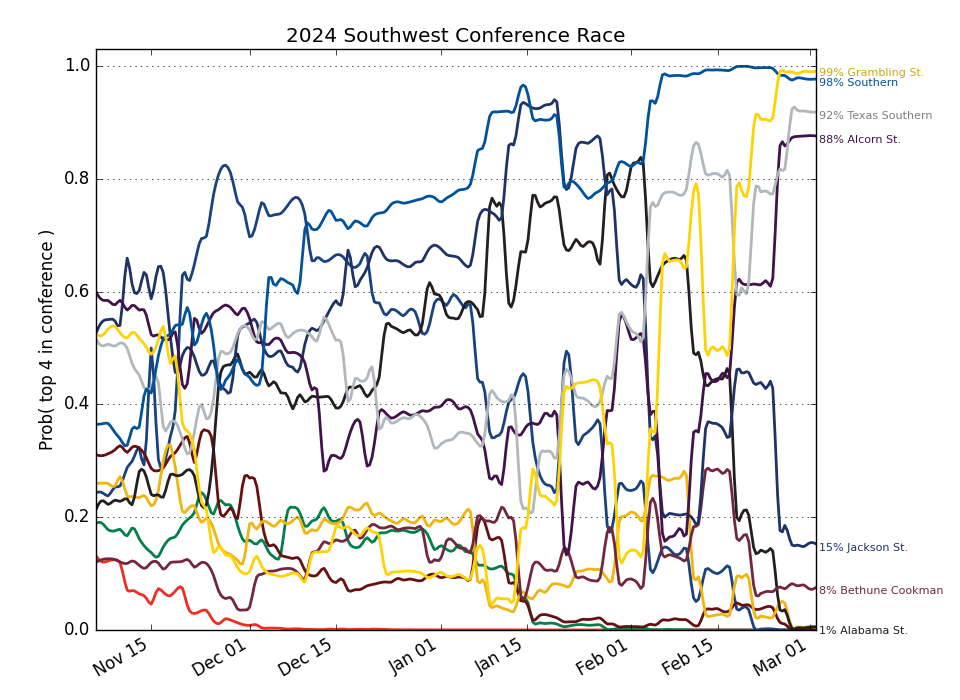 2024 Southwest Conference Race
Prob( top 4 in conference )
1.0
0.8
0.6
0.4
0.2
0.0
Nov 15
Dec 01
Dec 15
Jan 01
Jan 15
Feb 01
Feb 15
Mar 01
99% Grambling St.
98% Southern
92% Texas Southern
88% Alcorn St.
15% Jackson St.
8% Bethune Cookman
1% Alabama St.